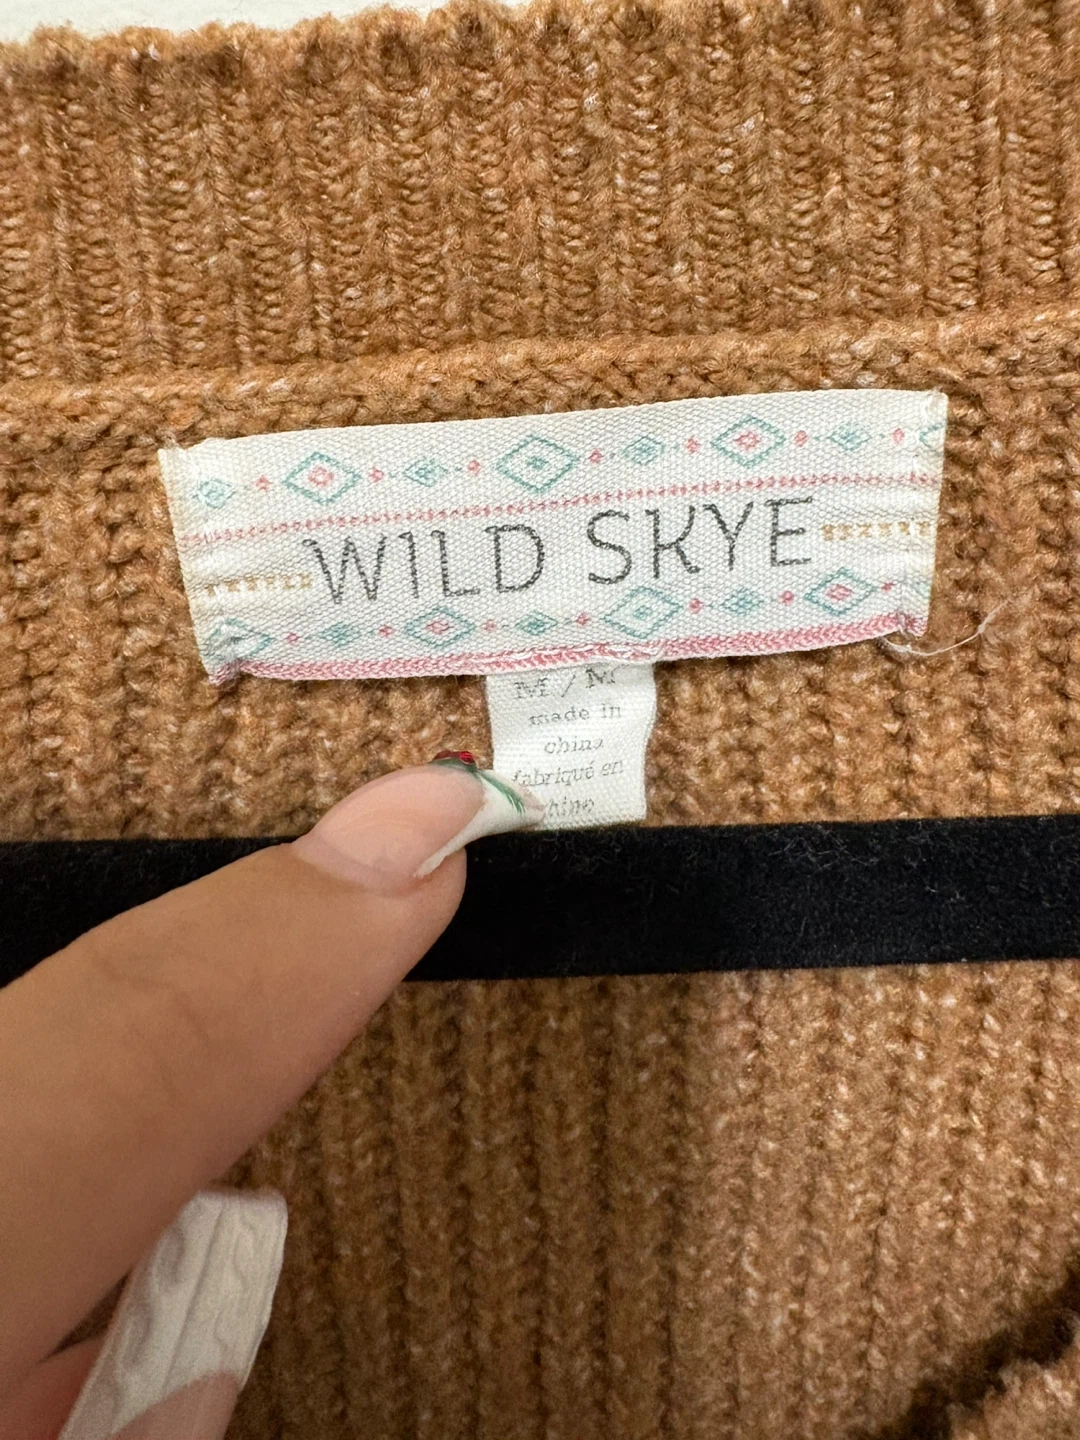 WILD SKYE
M / M
made in
china
fabriqué en
chine